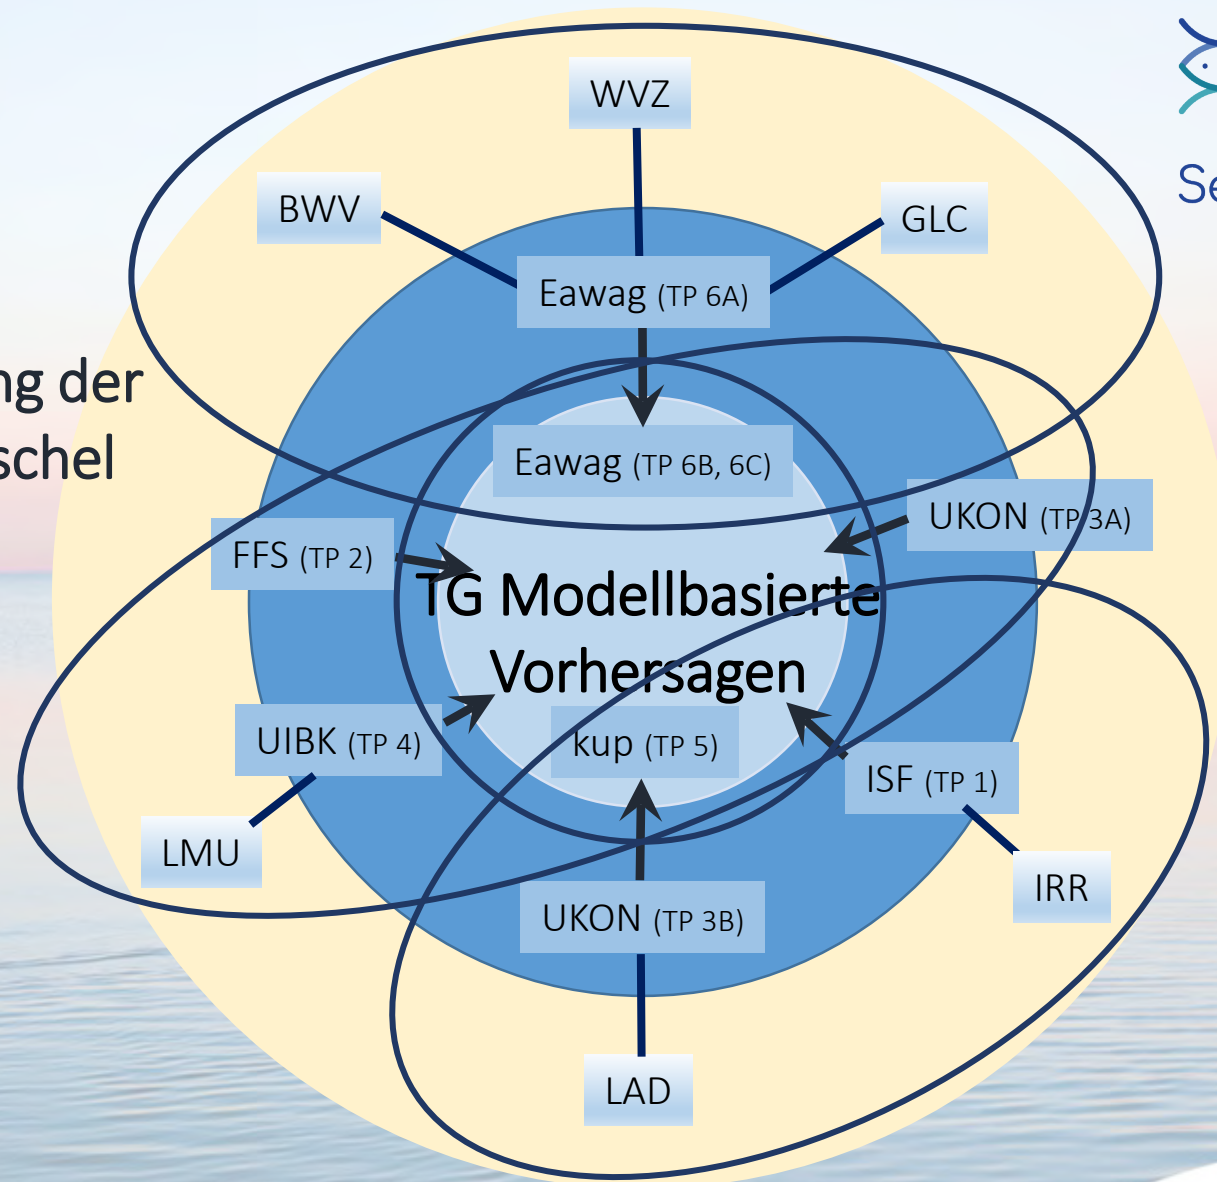 WVZ
Se
BWV
GLC
Eawag (TP 6A)
ng der
schel
Eawag (TP 6B, 6C)
UKON (TP 3A)
FFS (TP 2)
TG Modellbasierte
Vorhersagen
UIBK (TP 4)
kup (TP 5)
ISF (TP 1)
LMU
IRR
UKON (TP 3B)
LAD